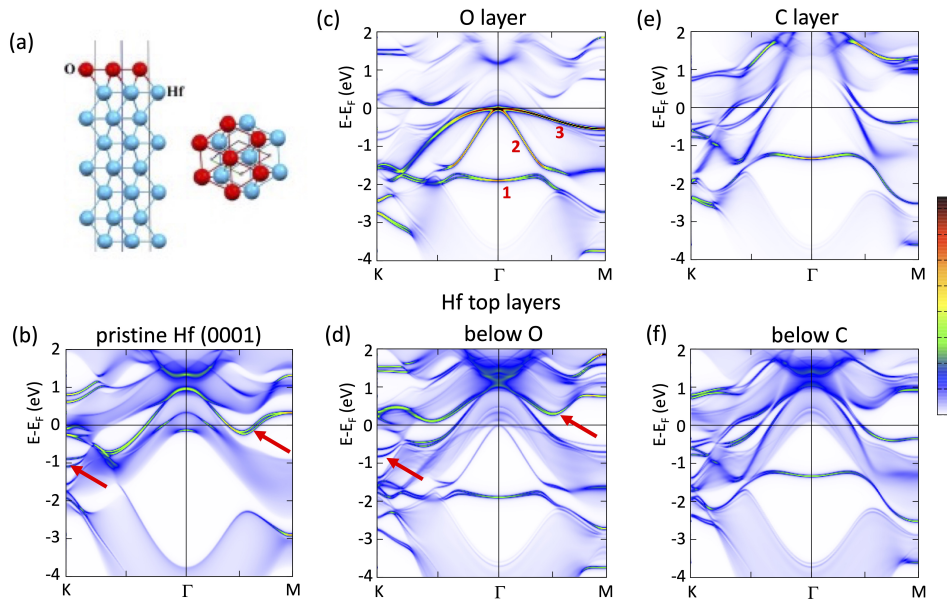 (a)
O
Hf
(c)
O layer
E-E_F (eV)
2
1
0
-1
-2
-3
-4
K
Γ
M
1
2
3
(e)
C layer
E-E_F (eV)
2
1
0
-1
-2
-3
-4
K
Γ
M
Hf top layers
(b)
pristine Hf (0001)
E-E_F (eV)
2
1
0
-1
-2
-3
-4
K
Γ
M
(d)
below O
E-E_F (eV)
2
1
0
-1
-2
-3
-4
K
Γ
M
(f)
below C
E-E_F (eV)
2
1
0
-1
-2
-3
-4
K
Γ
M